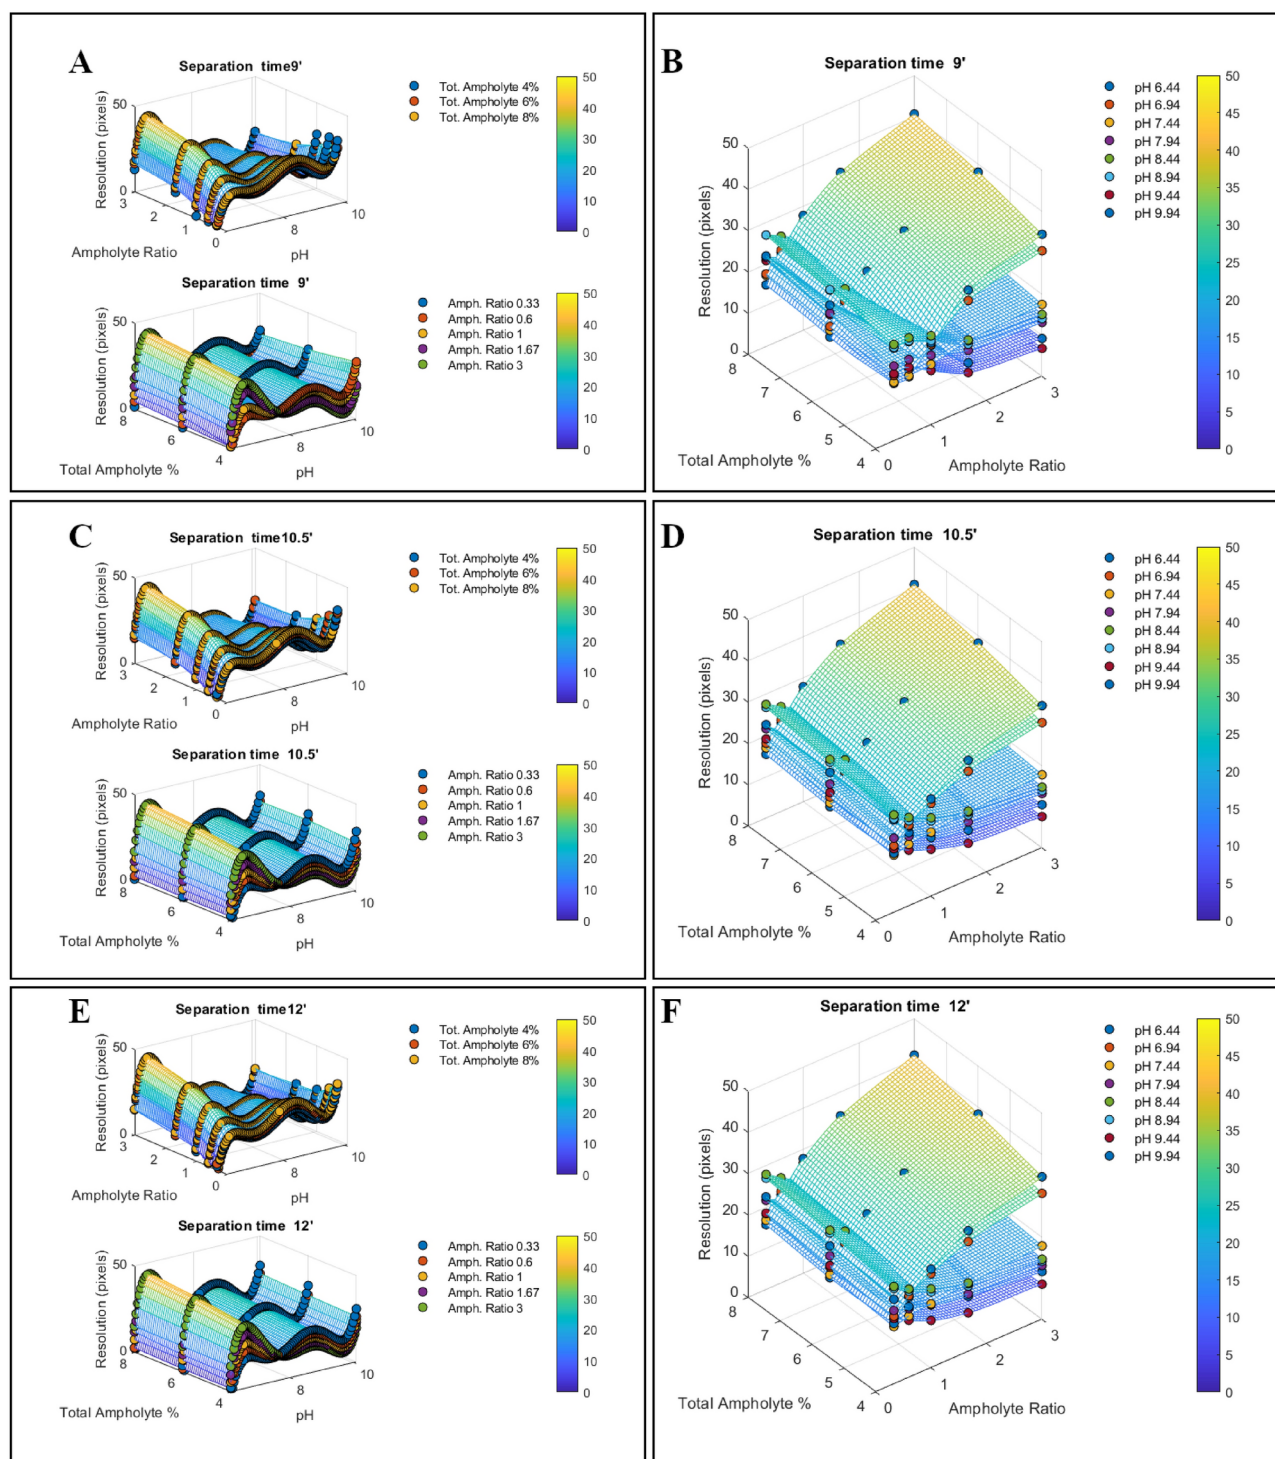 A
Separation time9'
Tot. Ampholyte 4%
Tot. Ampholyte 6%
Tot. Ampholyte 8%
Resolution (pixels)
50
0
3
2
1
0
8
10
Ampholyte Ratio
pH
50
40
30
20
10
0
Separation time 9'
Amph. Ratio 0.33
Amph. Ratio 0.6
Amph. Ratio 1
Amph. Ratio 1.67
Amph. Ratio 3
Resolution (pixels)
50
0
8
6
4
8
10
Total Ampholyte %
pH
50
40
30
20
10
0
B
Separation time 9'
pH 6.44
pH 6.94
pH 7.44
pH 7.94
pH 8.44
pH 8.94
pH 9.44
pH 9.94
Resolution (pixels)
50
40
30
20
10
0
8
7
6
5
4
0
1
2
3
Total Ampholyte %
Ampholyte Ratio
50
45
40
35
30
25
20
15
10
5
0
C
Separation time10.5'
Tot. Ampholyte 4%
Tot. Ampholyte 6%
Tot. Ampholyte 8%
Resolution (pixels)
50
0
3
2
1
0
8
10
Ampholyte Ratio
pH
50
40
30
20
10
0
Separation time 10.5'
Amph. Ratio 0.33
Amph. Ratio 0.6
Amph. Ratio 1
Amph. Ratio 1.67
Amph. Ratio 3
Resolution (pixels)
50
0
8
6
4
8
10
Total Ampholyte %
pH
50
40
30
20
10
0
D
Separation time 10.5'
pH 6.44
pH 6.94
pH 7.44
pH 7.94
pH 8.44
pH 8.94
pH 9.44
pH 9.94
Resolution (pixels)
50
40
30
20
10
0
8
7
6
5
4
0
1
2
3
Total Ampholyte %
Ampholyte Ratio
50
45
40
35
30
25
20
15
10
5
0
E
Separation time12'
Tot. Ampholyte 4%
Tot. Ampholyte 6%
Tot. Ampholyte 8%
Resolution (pixels)
50
0
3
2
1
0
8
10
Ampholyte Ratio
pH
50
40
30
20
10
0
Separation time 12'
Amph. Ratio 0.33
Amph. Ratio 0.6
Amph. Ratio 1
Amph. Ratio 1.67
Amph. Ratio 3
Resolution (pixels)
50
0
8
6
4
8
10
Total Ampholyte %
pH
50
40
30
20
10
0
F
Separation time 12'
pH 6.44
pH 6.94
pH 7.44
pH 7.94
pH 8.44
pH 8.94
pH 9.44
pH 9.94
Resolution (pixels)
50
40
30
20
10
0
8
7
6
5
4
0
1
2
3
Total Ampholyte %
Ampholyte Ratio
50
45
40
35
30
25
20
15
10
5
0